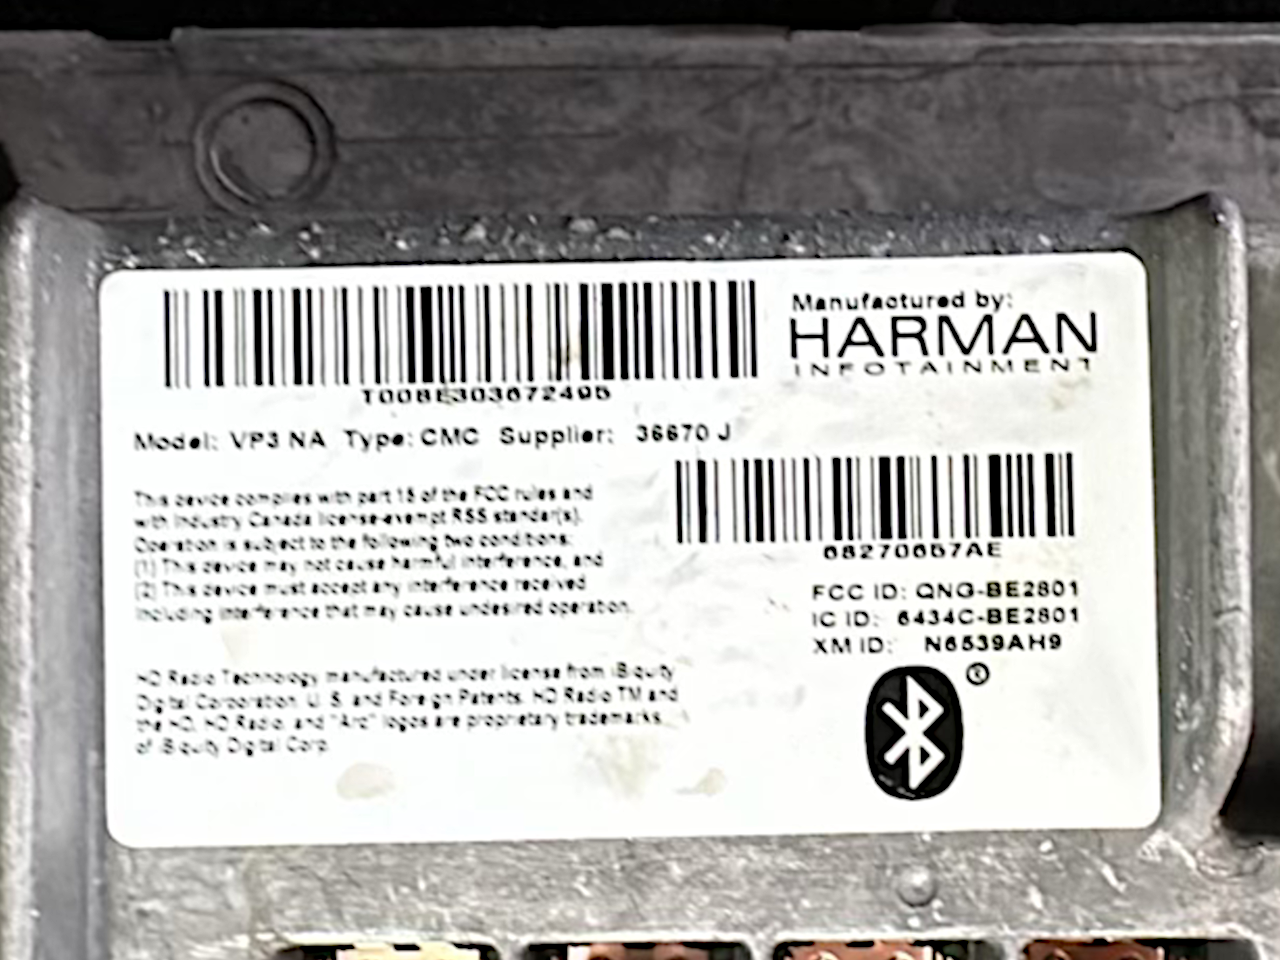 Manufactured by:
HARMAN
INFOTAINMENT
T00BE303672495
Model: VP3 NA Type: CMC Supplier: 36670 J
This device complies with part 15 of the FCC rules and
with Industry Canada license-exempt RSS standar(s).
Operation is subject to the following two conditions:
(1) This device may not cause harmful interference, and
(2) This device must accept any interference received
including interference that may cause undesired operation.
FCC ID: QNG-BE2801
IC ID: 6434C-BE2801
XM ID: N6539AH9
HD Radio Technology manufactured under license from iBiquity
Digital Corporation. U.S. and Foreign Patents. HD Radio TM and
the HD, HD Radio, and "Arc" logos are proprietary trademarks
of iBiquity Digital Corp.